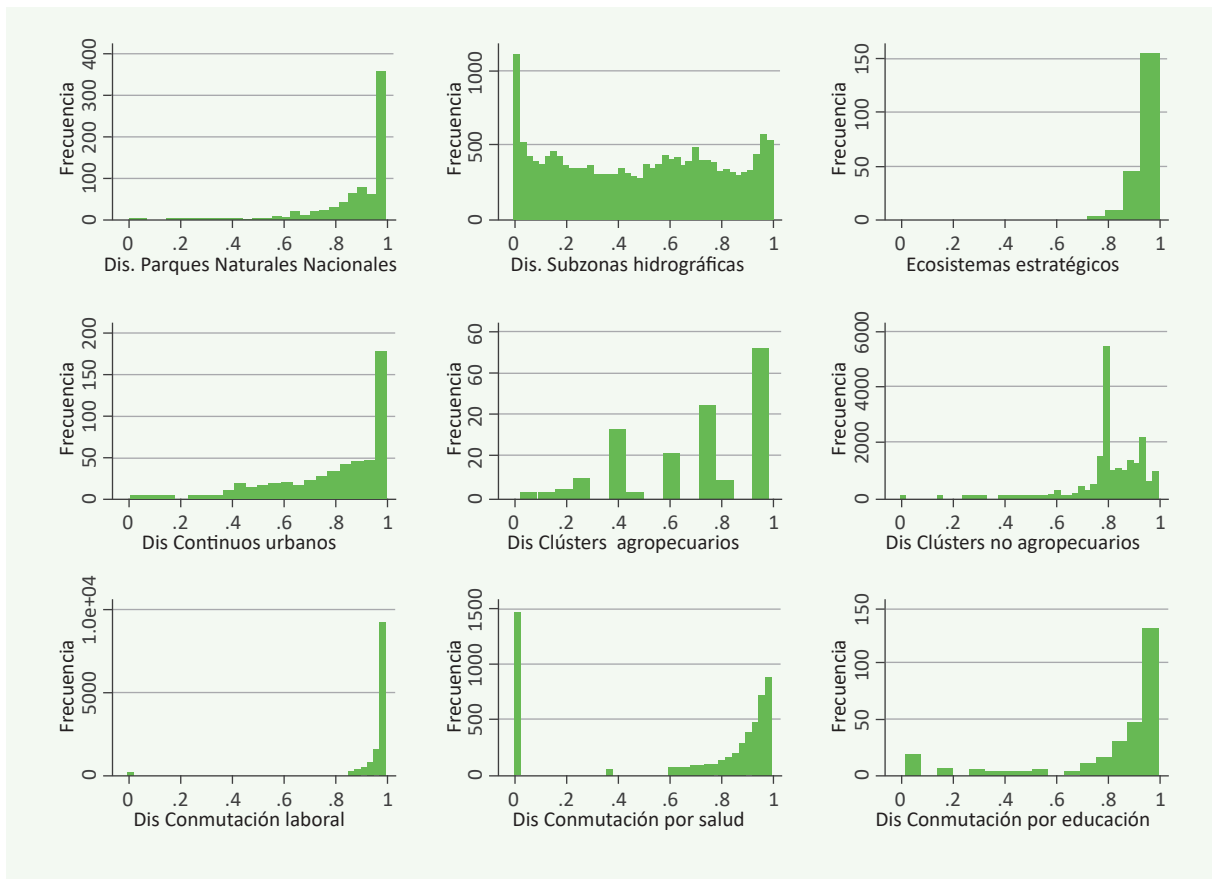 Frecuencia
400
300
200
100
0
0 .2 .4 .6 .8 1
Dis. Parques Naturales Nacionales
Frecuencia
1000
500
0
0 .2 .4 .6 .8 1
Dis. Subzonas hidrográficas
Frecuencia
150
100
50
0
0 .2 .4 .6 .8 1
Ecosistemas estratégicos
Frecuencia
200
150
100
50
0
0 .2 .4 .6 .8 1
Dis Continuos urbanos
Frecuencia
60
60
20
20
0
0 .2 .4 .6 .8 1
Dis Clústers agropecuarios
Frecuencia
6000
4000
2000
0
0 .2 .4 .6 .8 1
Dis Clústers no agropecuarios
Frecuencia
1.0e+04
5000
0
0 .2 .4 .6 .8 1
Dis Conmutación laboral
Frecuencia
1500
1000
500
0
0 .2 .4 .6 .8 1
Dis Conmutación por salud
Frecuencia
150
100
50
0
0 .2 .4 .6 .8 1
Dis Conmutación por educación